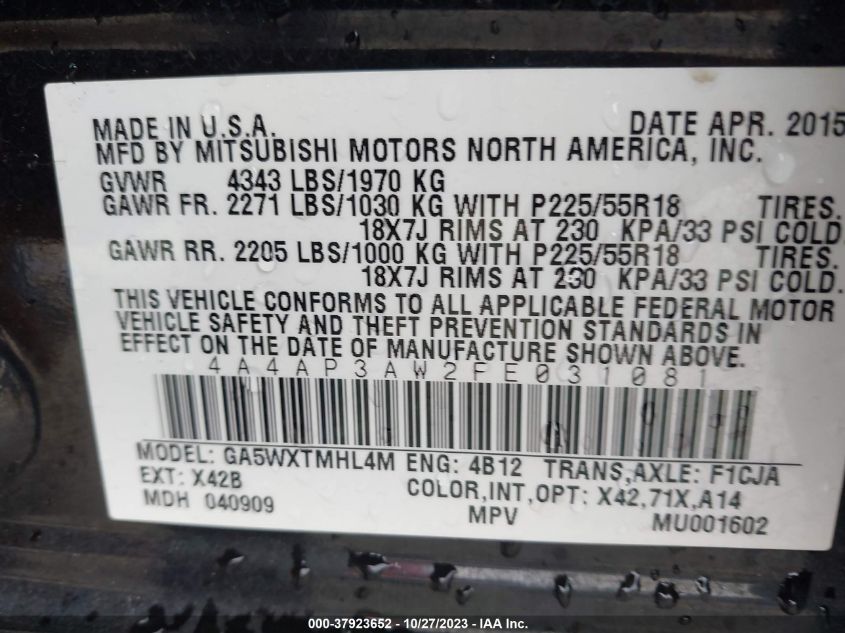 MADE IN U.S.A. DATE APR. 2015
MFD BY MITSUBISHI MOTORS NORTH AMERICA, INC.
GVWR 4343 LBS/1970 KG
GAWR FR. 2271 LBS/1030 KG WITH P225/55R18 TIRES.
18X7J RIMS AT 230 KPA/33 PSI COLD
GAWR RR. 2205 LBS/1000 KG WITH P225/55R18 TIRES.
18X7J RIMS AT 230 KPA/33 PSI COLD.
THIS VEHICLE CONFORMS TO ALL APPLICABLE FEDERAL MOTOR
VEHICLE SAFETY AND THEFT PREVENTION STANDARDS IN
EFFECT ON THE DATE OF MANUFACTURE SHOWN ABOVE.
4A4AP3AW2FE031081
MODEL: GA5WXTMHL4M ENG: 4B12 TRANS,AXLE: F1CJA
EXT: X42B COLOR,INT,OPT: X42,71X,A14
MDH 040909 MPV MU001602
000-37923652 - 10/27/2023 - IAA Inc.